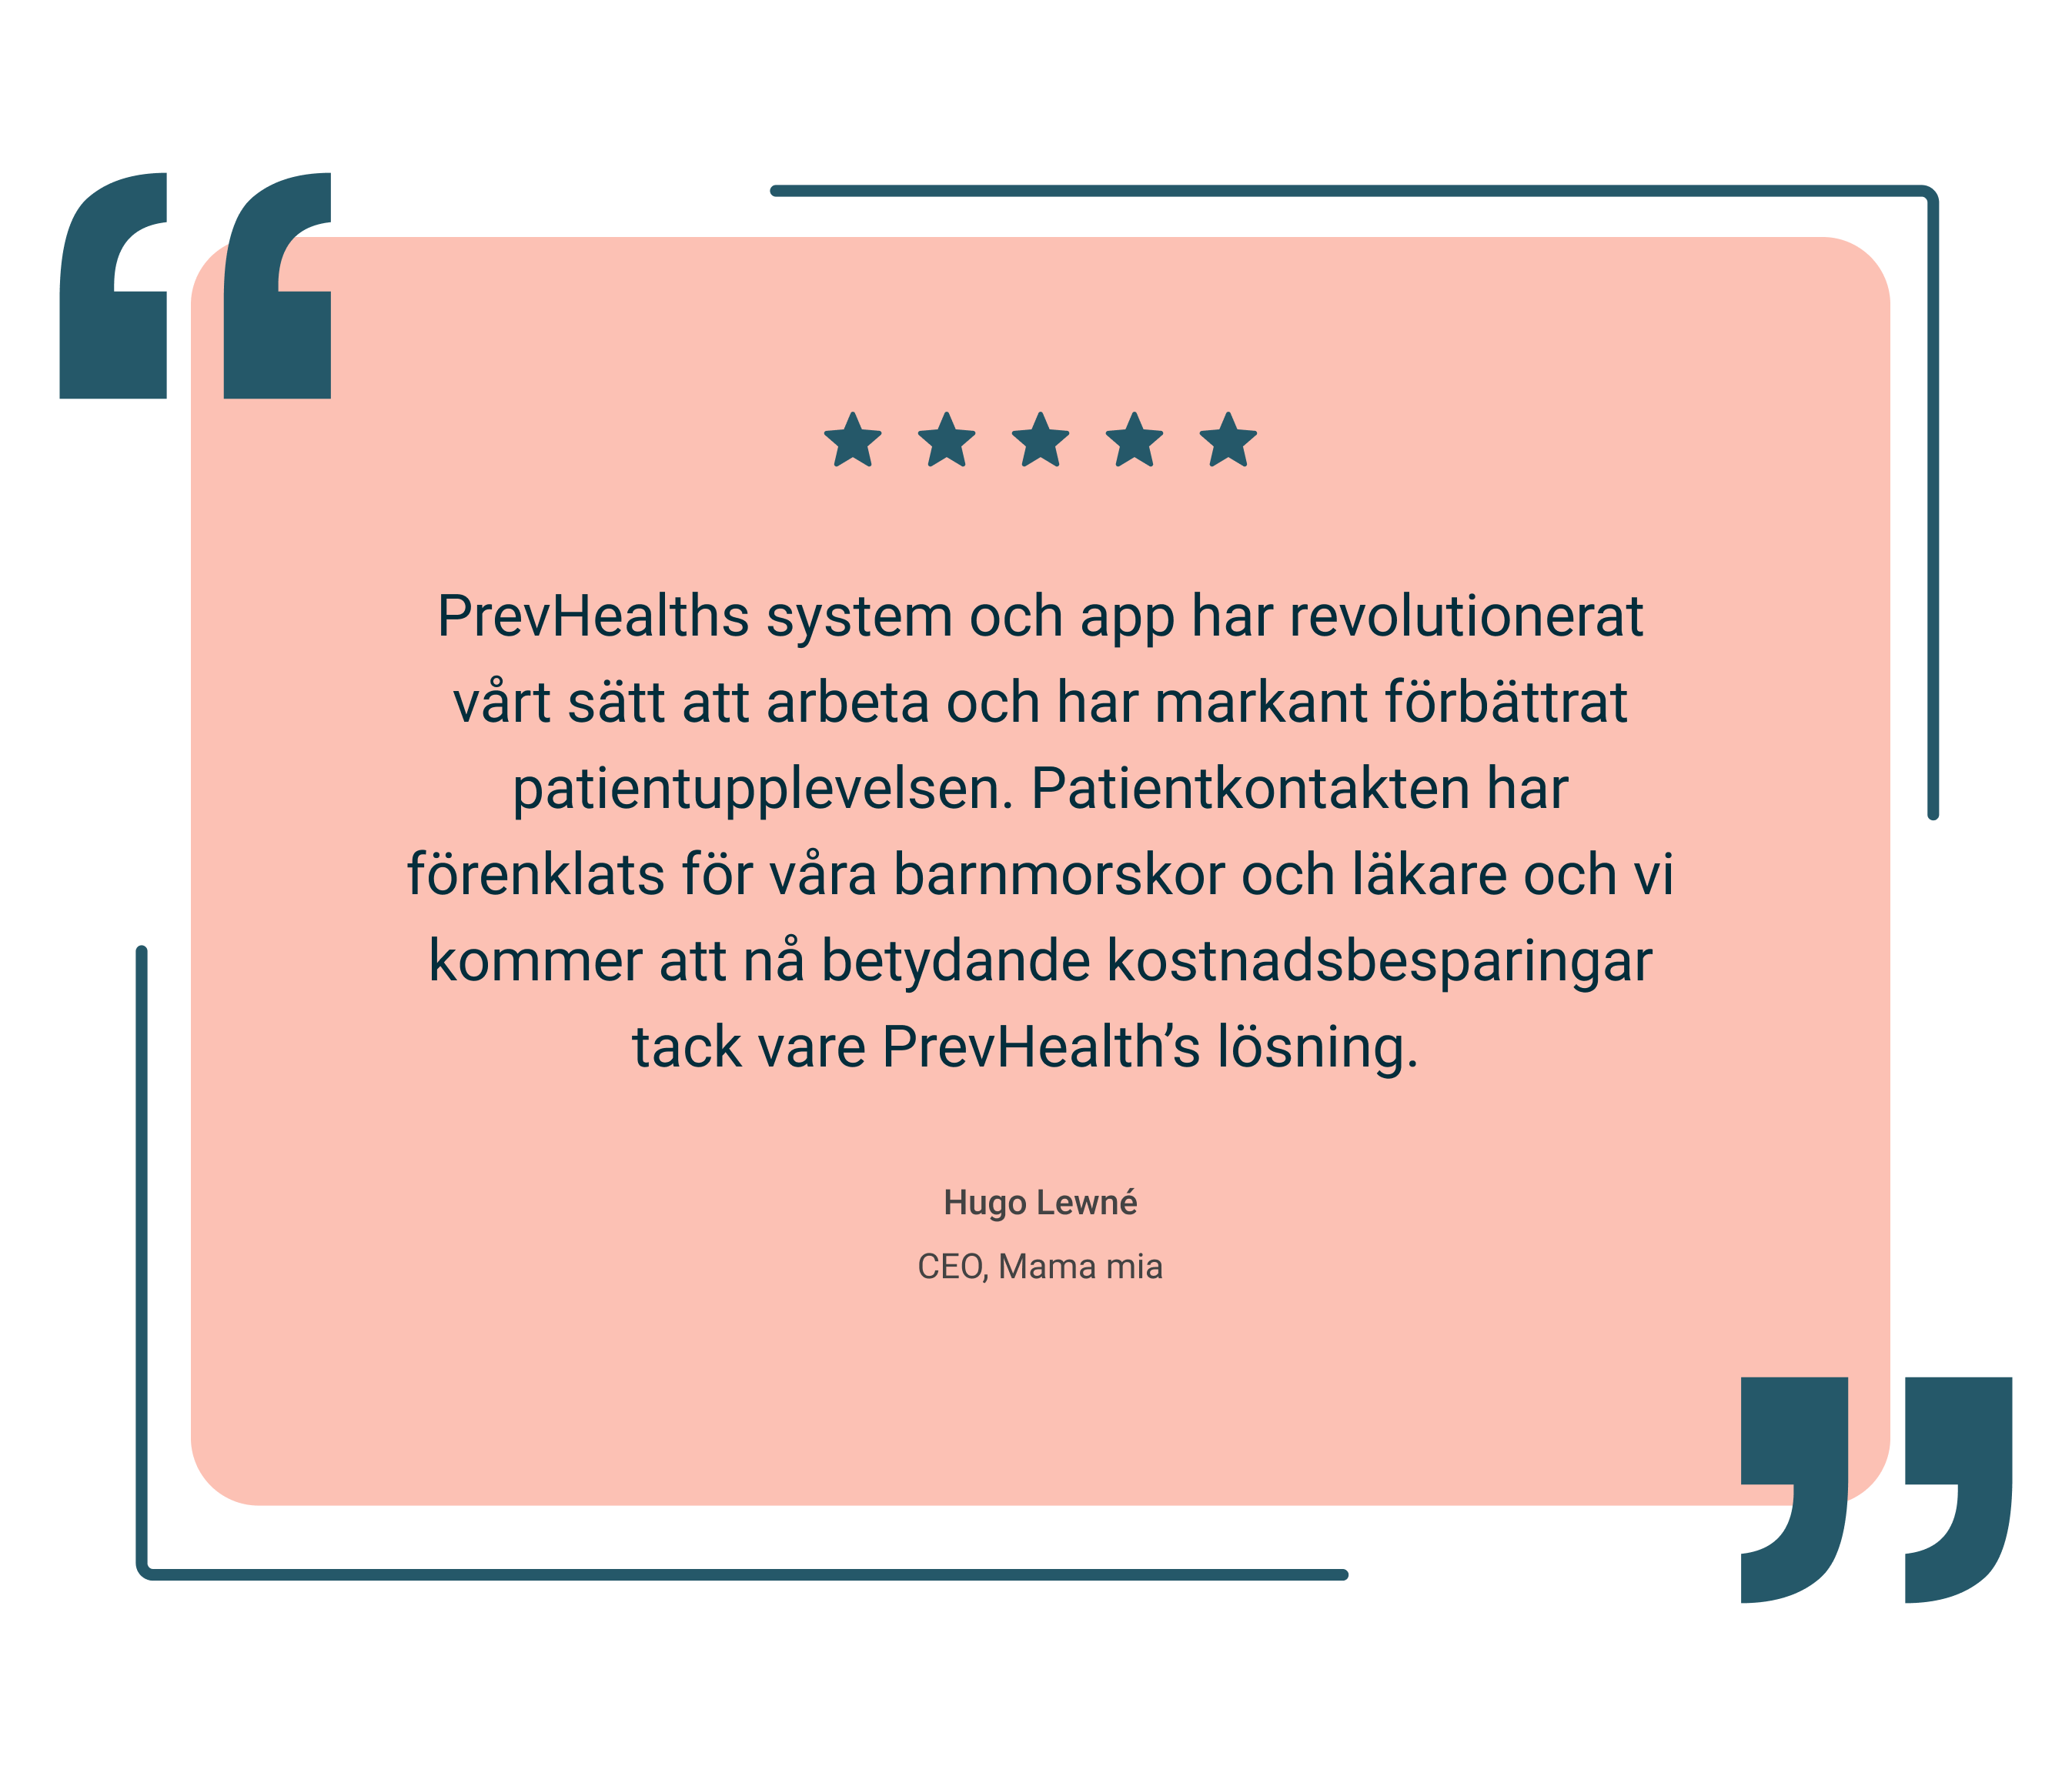 PrevHealths system och app har revolutionerat
vårt sätt att arbeta och har markant förbättrat
patientupplevelsen. Patientkontakten har
förenklats för våra barnmorskor och läkare och vi
kommer att nå betydande kostnadsbesparingar
tack vare PrevHealth’s lösning.
Hugo Lewné
CEO, Mama mia